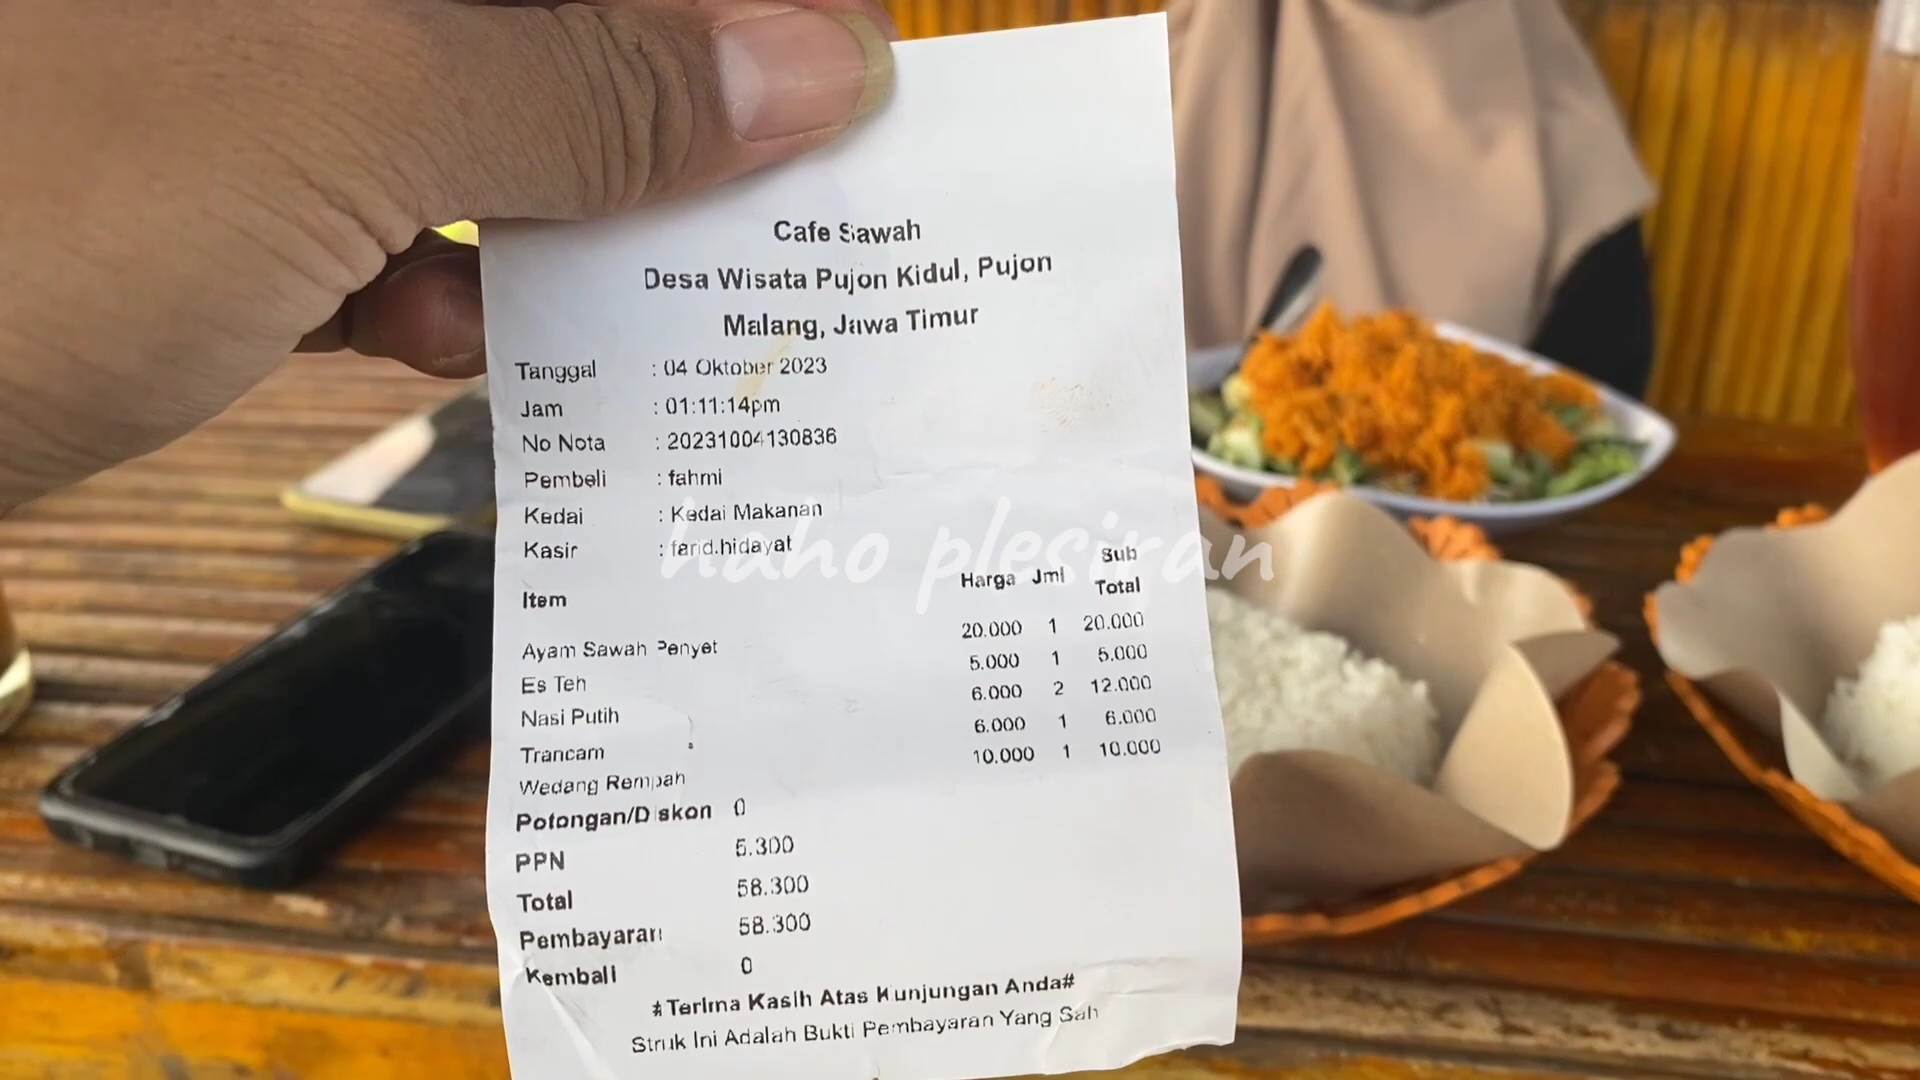 Cafe Sawah
Desa Wisata Pujon Kidul, Pujon
Malang, Jawa Timur
Tanggal : 04 Oktober 2023
Jam : 01:11:14pm
No Nota : 20231004130836
Pembeli : fahmi
Kedai : Kedai Makanan
Kasir : farid.hidayat
haho plesiran
Item Harga Jml Sub Total
Ayam Sawah Penyet 20.000 1 20.000
Es Teh 5.000 1 5.000
Nasi Putih 6.000 2 12.000
Trancam 6.000 1 6.000
Wedang Rempah 10.000 1 10.000
Potongan/Diskon 0
PPN 5.300
Total 58.300
Pembayaran 58.300
Kembali 0
#Terima Kasih Atas Kunjungan Anda#
Struk Ini Adalah Bukti Pembayaran Yang Sah